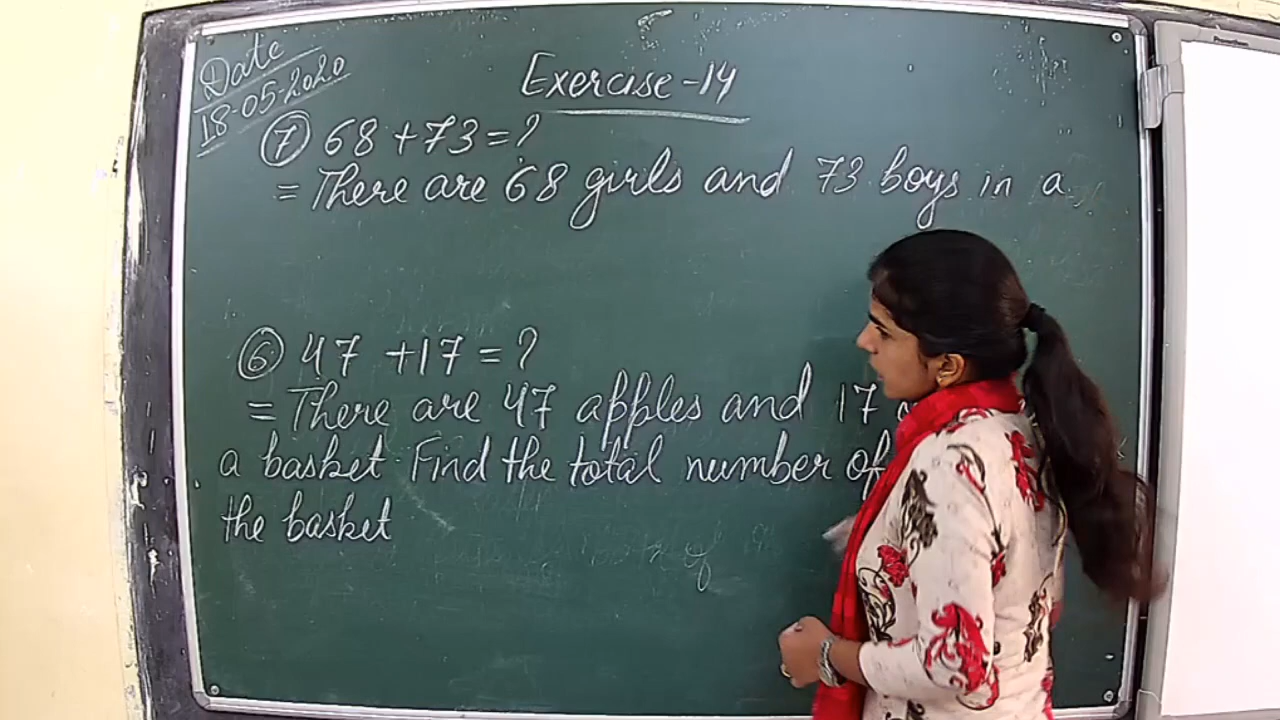 Date
18-05-2020
Exercise-14
⑦ 68 +73=?
= There are 68 girls and 73 boys in a
⑥ 47 +17=?
= There are 47 apples and 17
a basket. Find the total number of
the basket